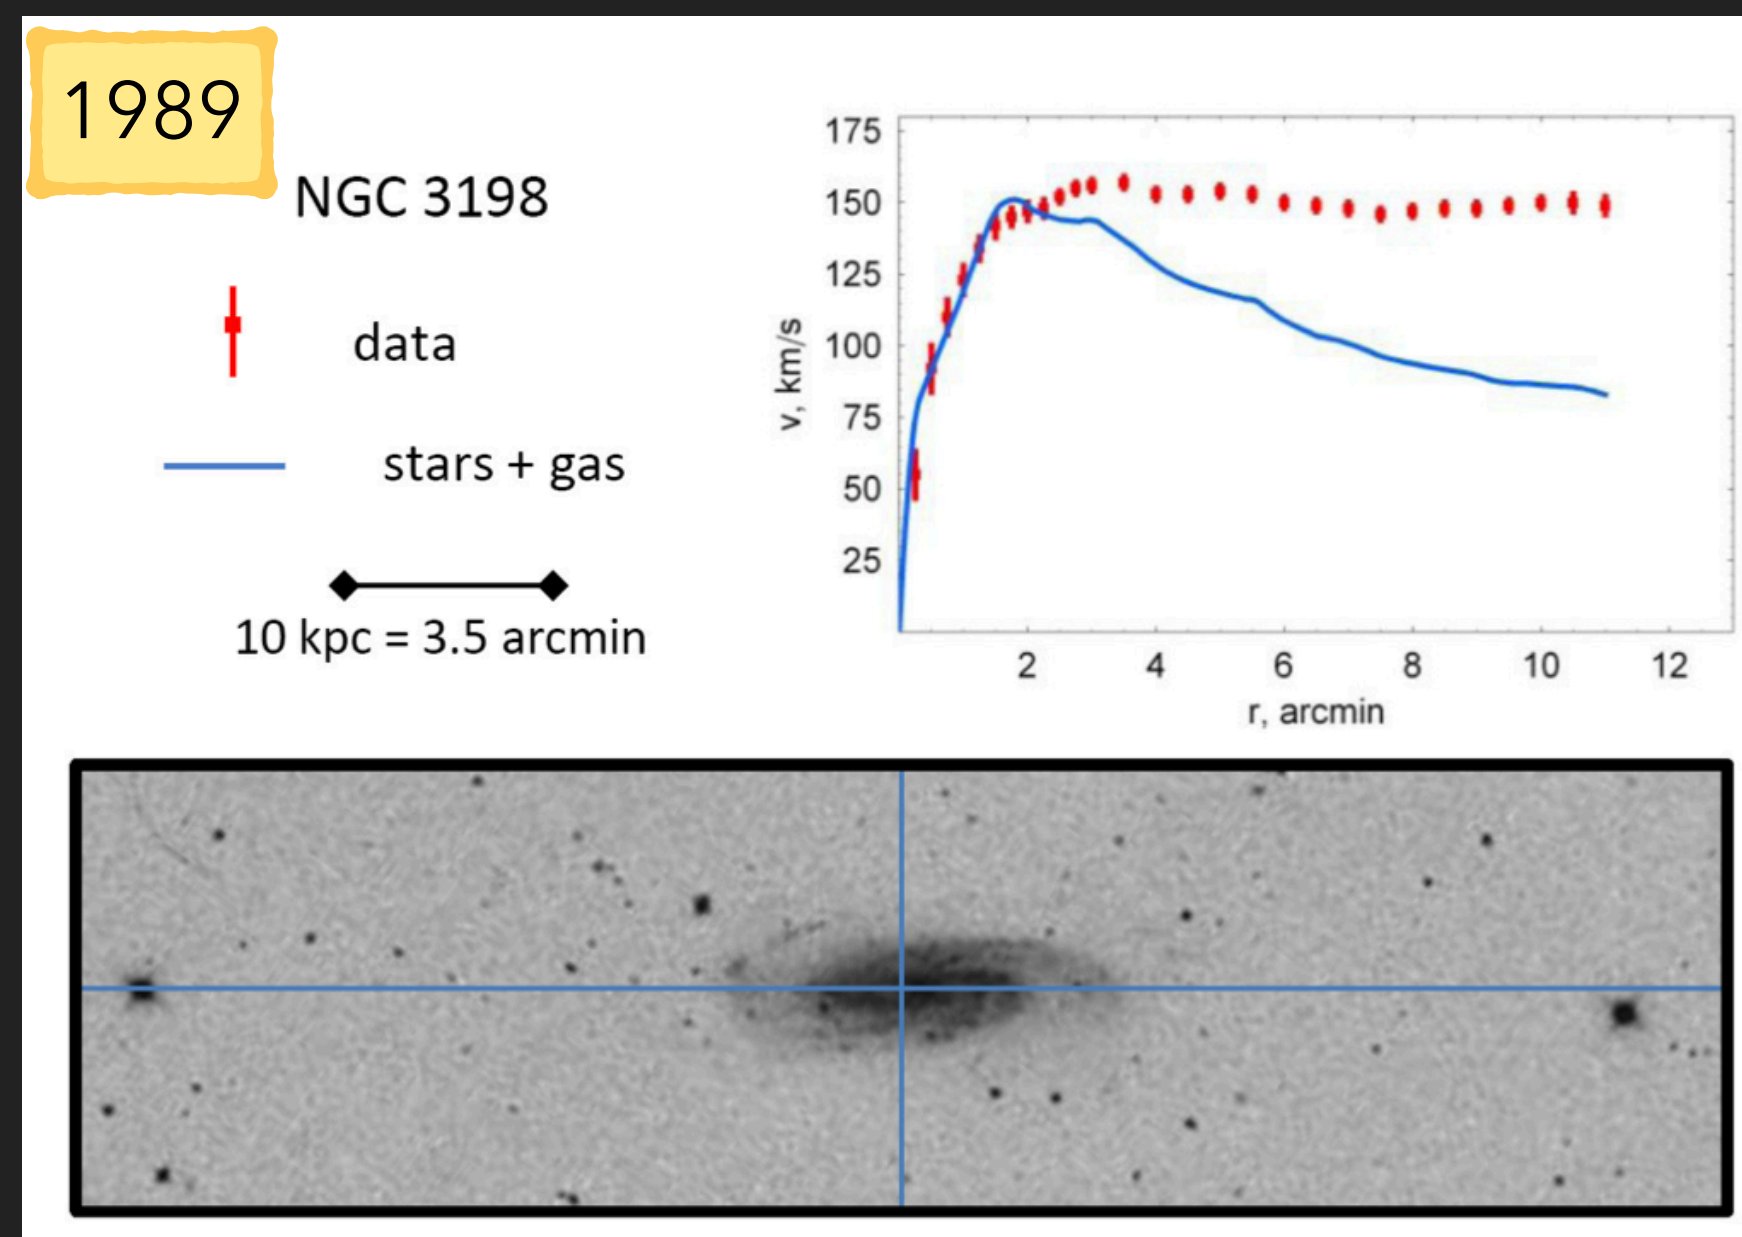 1989
NGC 3198
data
stars + gas
10 kpc = 3.5 arcmin
175
150
125
100
75
50
25
v, km/s
2 4 6 8 10 12
r, arcmin